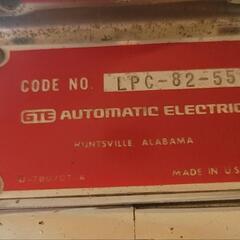 CODE NO. LPC-82-55
GTE AUTOMATIC ELECTRIC
HUNTSVILLE, ALABAMA
MADE IN U.S.